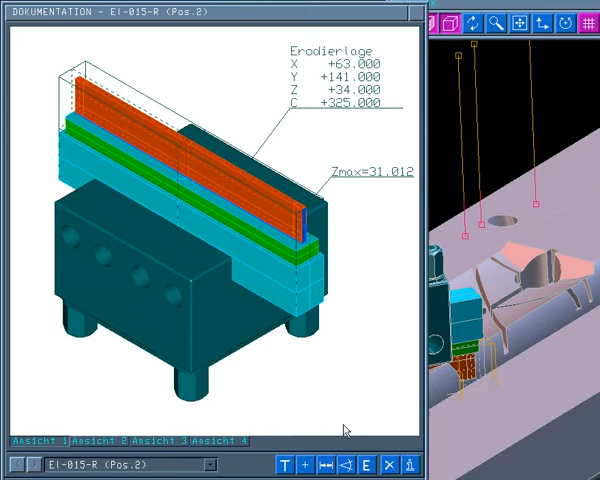 DOKUMENTATION - El-015-R (Pos.2)
Erodierlage
X +63.000
Y +141.000
Z +34.000
C +325.000
Zmax=31.012
Ansicht 1 Ansicht 2 Ansicht 3 Ansicht 4
El-015-R (Pos.2)
T E i